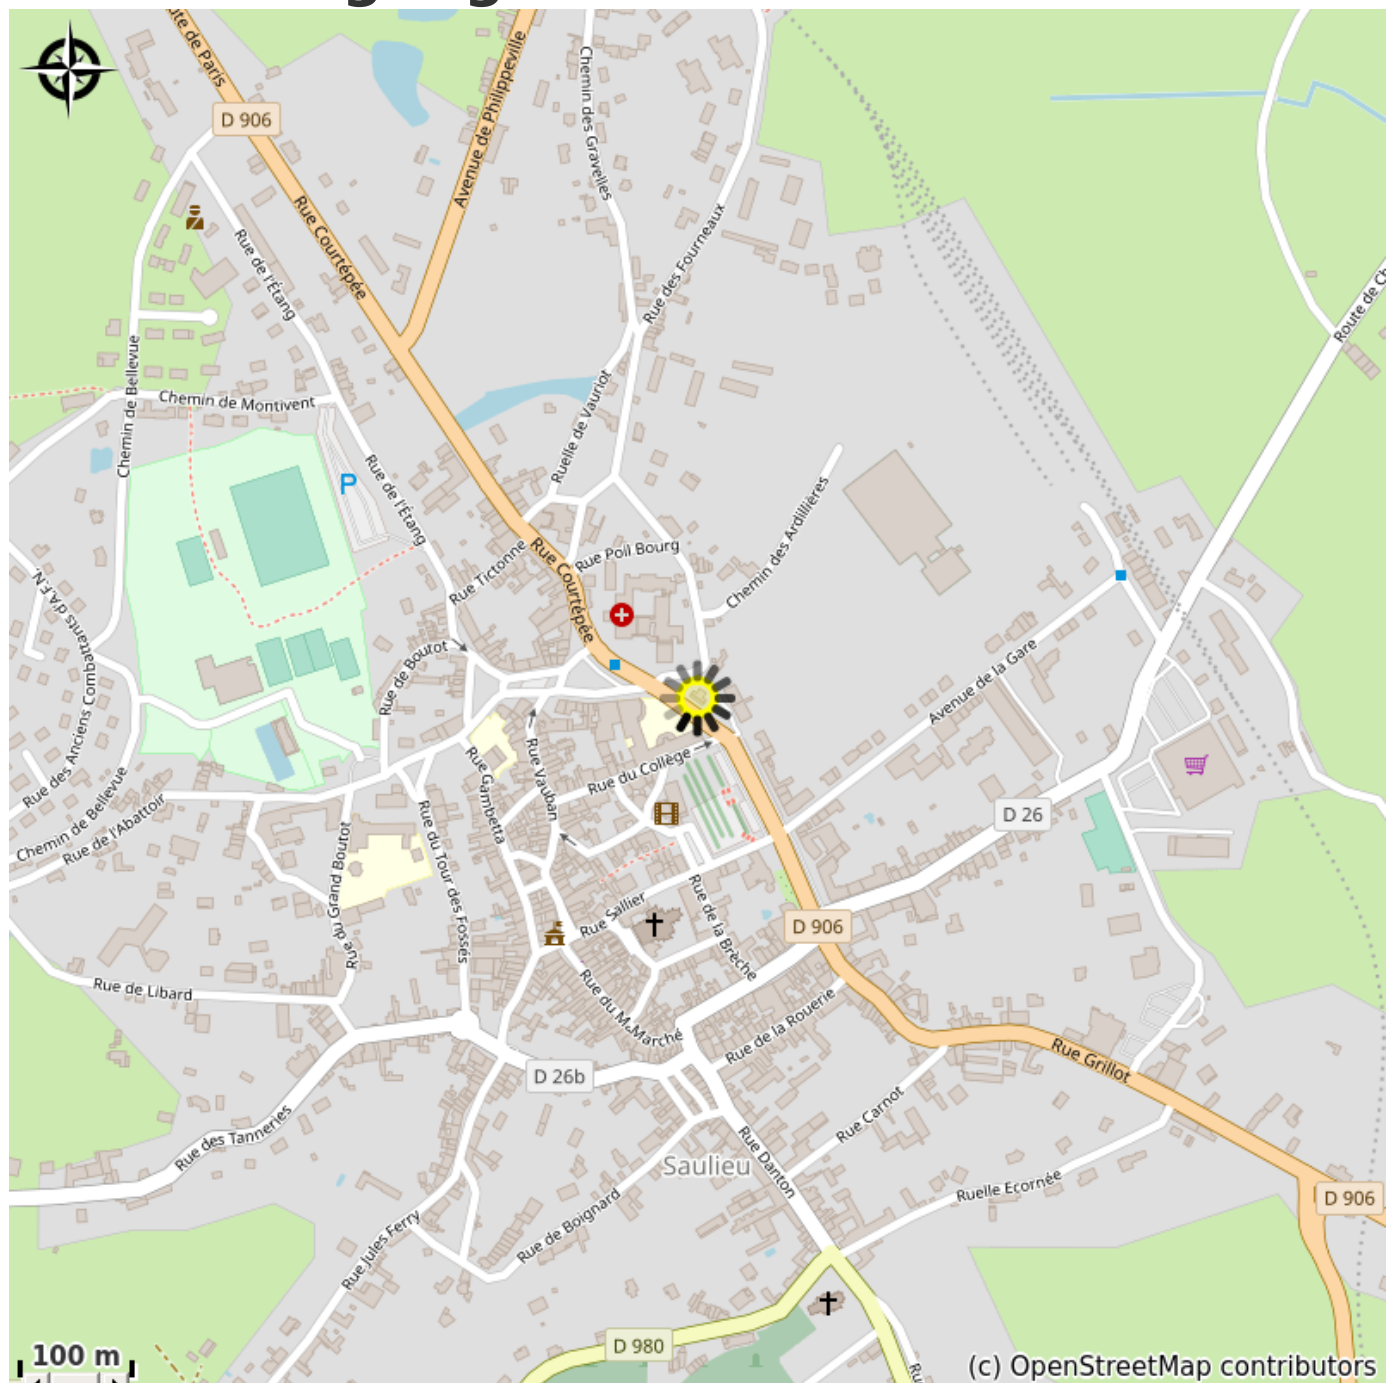 ute de Paris
D 906
Avenue de Philippeville
Chemin des Gravelles
Rue Courtépée
Rue de l'Étang
Rue des Fourneaux
Route de Ch
Chemin de Bellevue
Chemin de Montivent
Ruelle de Vauriot
P
Rue de l'Étang
Chemin des Ardillières
Rue Tictonne
Rue Courtépée
Rue Poil Bourg
Rue des Anciens Combattants d'A.F.N.
Rue de Boutot
Avenue de la Gare
Rue du Collège
Rue Vauban
Rue Gambetta
Chemin de Bellevue
Rue de l'Abattoir
Rue du Grand Boutot
Rue du Tour des Fossés
D 26
Rue Sallier
Rue de la Brèche
D 906
Rue de Libard
Rue du M
Marché
Rue de la Rouerie
D 26b
Rue Grillot
Rue des Tanneries
Rue Carnot
Rue Danton
Saulieu
Ruelle Ecornée
D 906
Rue de Boignard
Rue Jules Ferry
D 980
Ru
100 m
(c) OpenStreetMap contributors